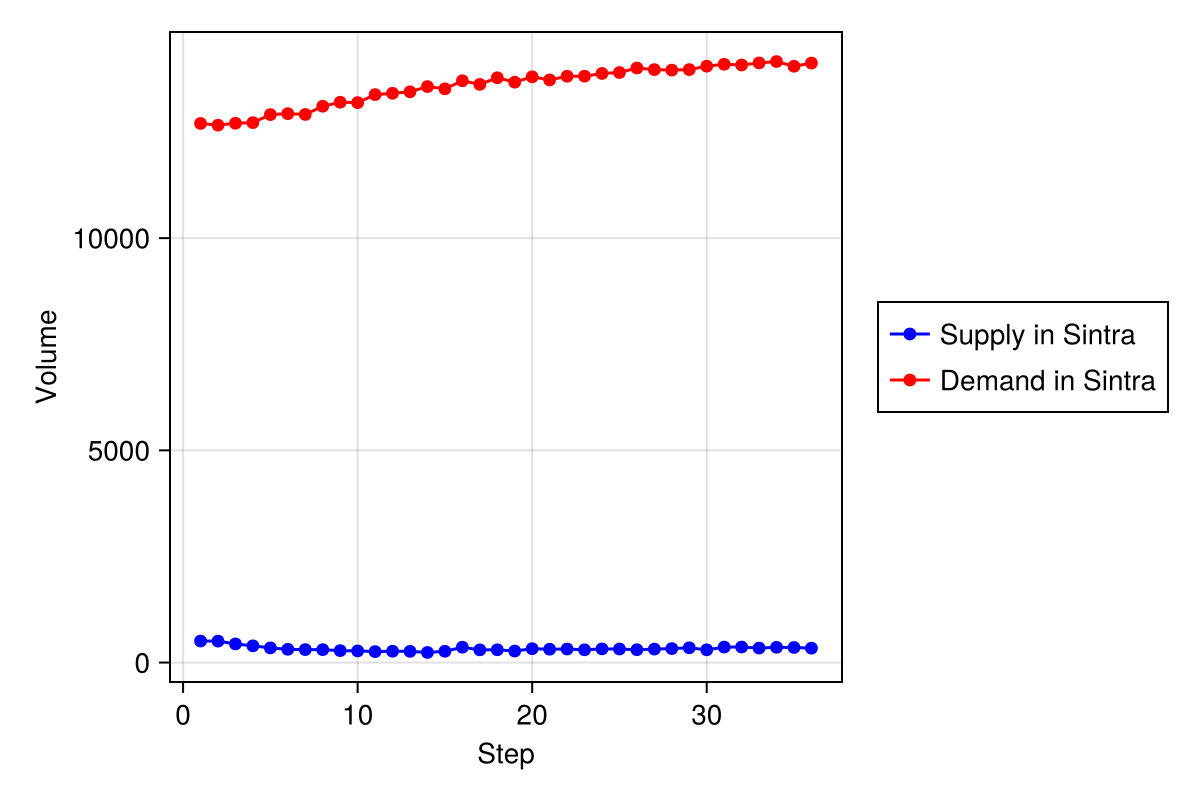 10000
5000
0
0 10 20 30
Volume
Step
Supply in Sintra
Demand in Sintra